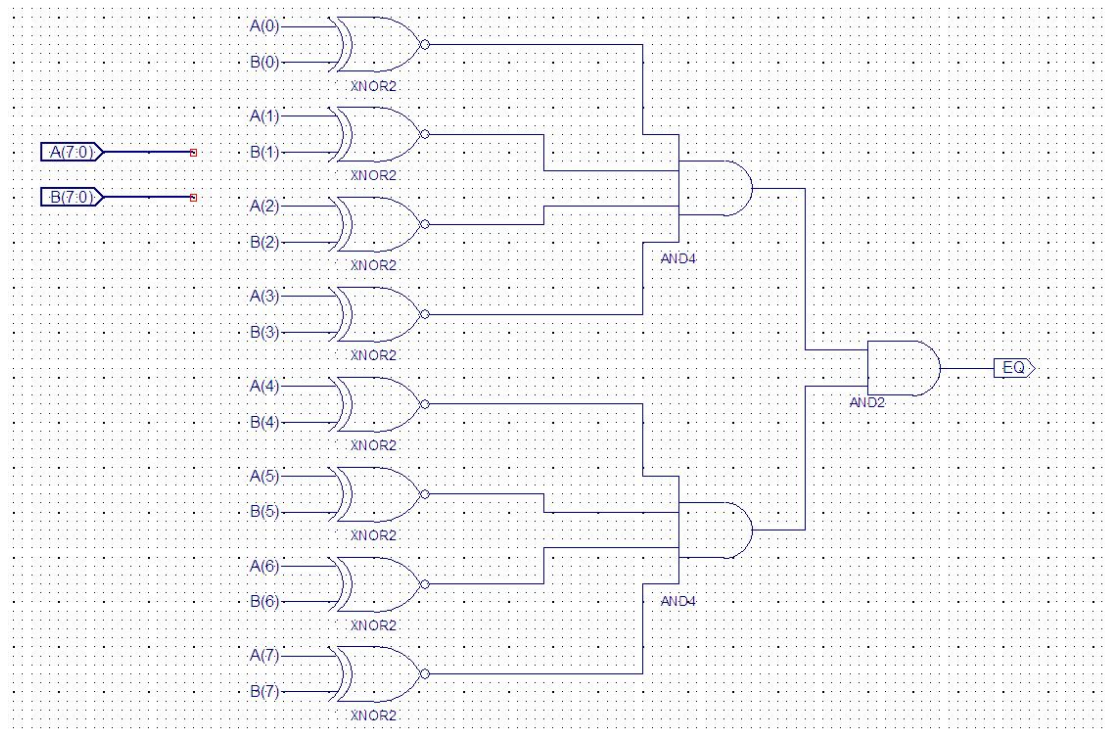 A(0)
B(0)
XNOR2
A(1)
B(1)
XNOR2
A(7:0)
B(7:0)
A(2)
B(2)
XNOR2
AND4
A(3)
B(3)
XNOR2
EQ
AND2
A(4)
B(4)
XNOR2
A(5)
B(5)
XNOR2
A(6)
B(6)
XNOR2
AND4
A(7)
B(7)
XNOR2